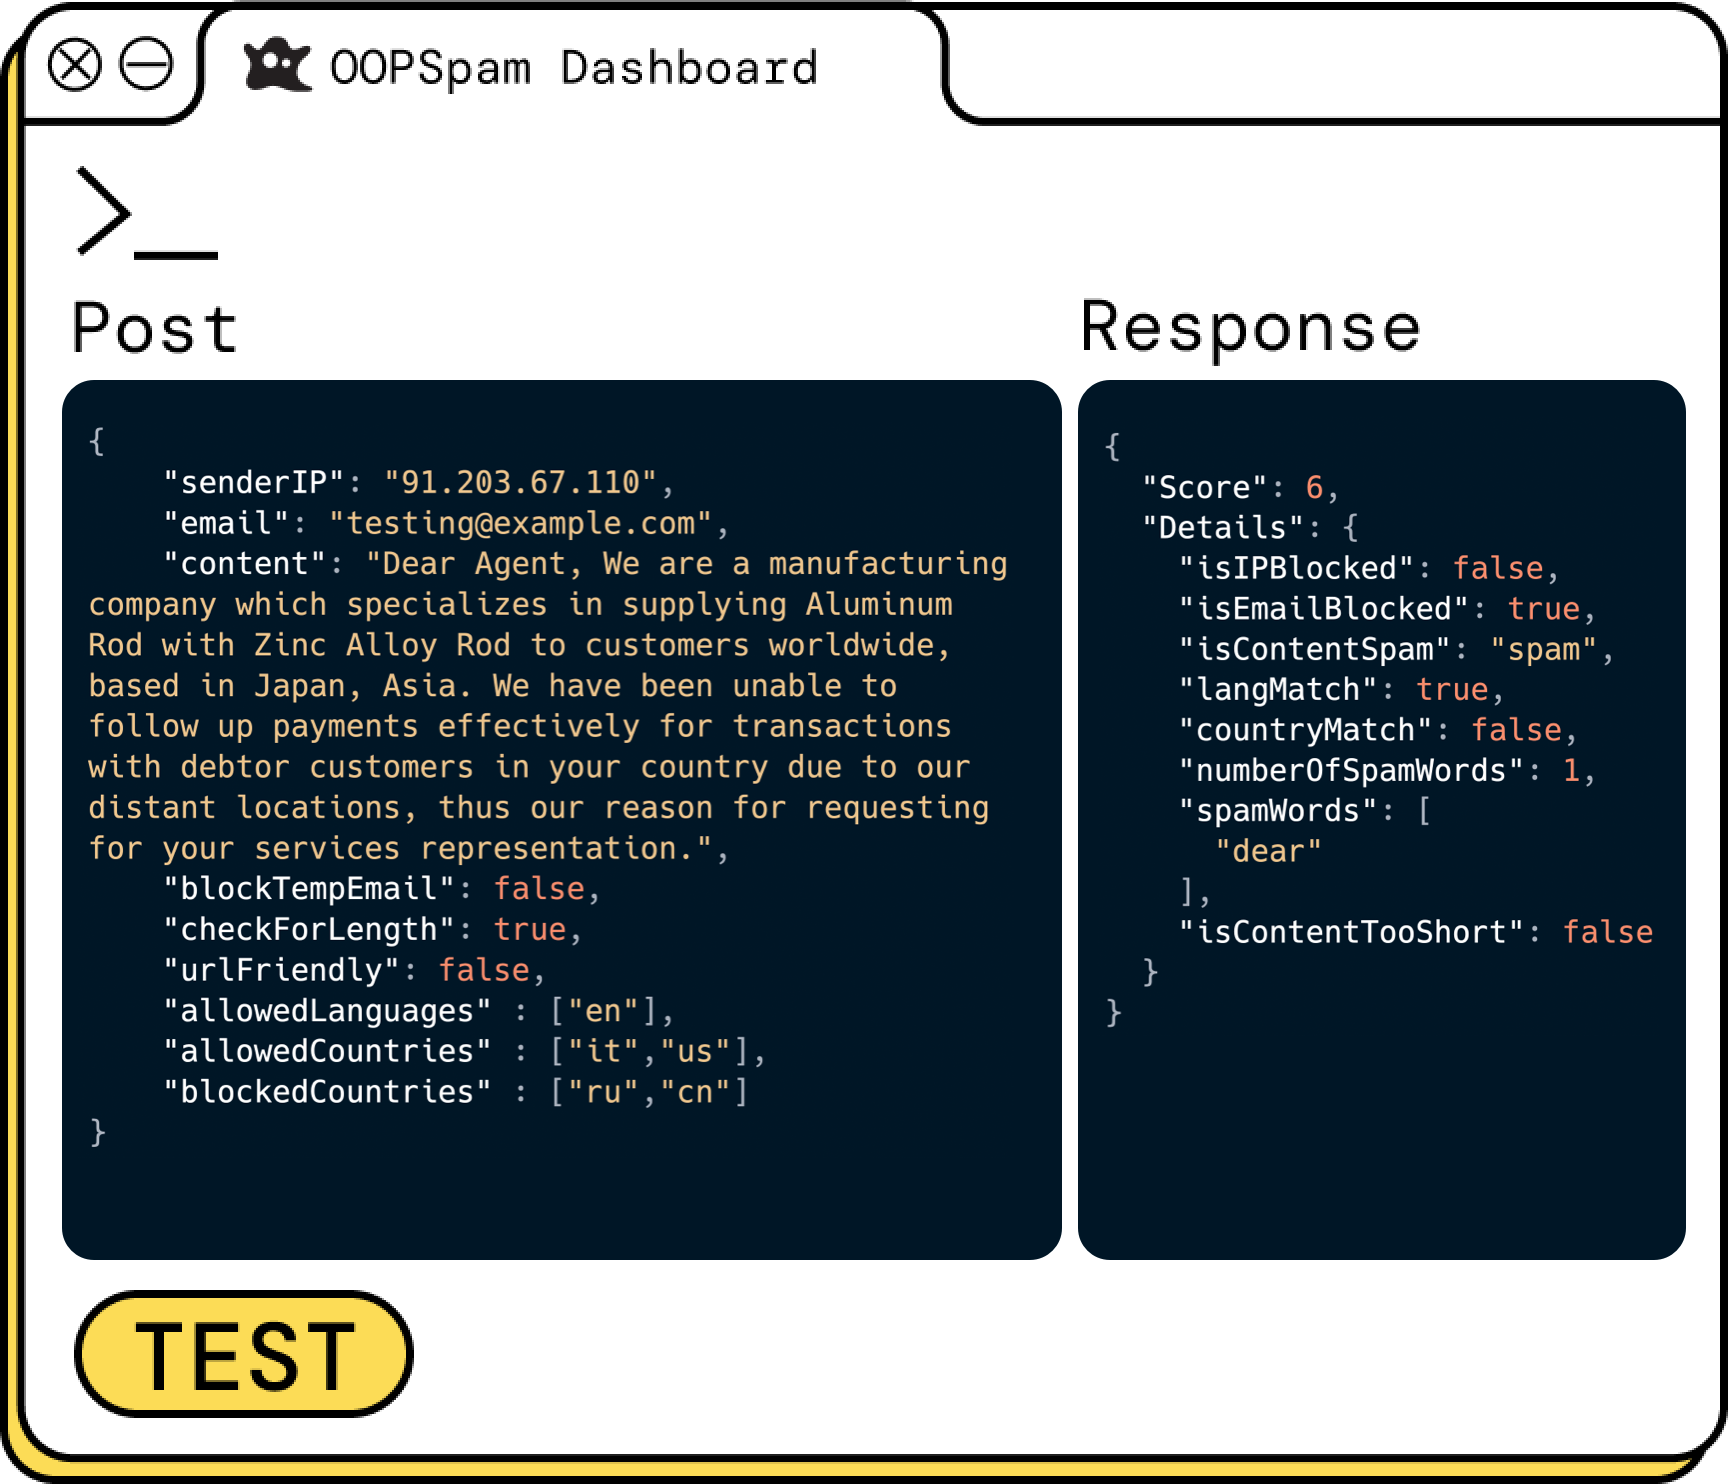 OOPSpam Dashboard
>_
Post
{
    "senderIP": "91.203.67.110",
    "email": "testing@example.com",
    "content": "Dear Agent, We are a manufacturing
company which specializes in supplying Aluminum
Rod with Zinc Alloy Rod to customers worldwide,
based in Japan, Asia. We have been unable to
follow up payments effectively for transactions
with debtor customers in your country due to our
distant locations, thus our reason for requesting
for your services representation.",
    "blockTempEmail": false,
    "checkForLength": true,
    "urlFriendly": false,
    "allowedLanguages" : ["en"],
    "allowedCountries" : ["it","us"],
    "blockedCountries" : ["ru","cn"]
}
Response
{
  "Score": 6,
  "Details": {
    "isIPBlocked": false,
    "isEmailBlocked": true,
    "isContentSpam": "spam",
    "langMatch": true,
    "countryMatch": false,
    "numberOfSpamWords": 1,
    "spamWords": [
      "dear"
    ],
    "isContentTooShort": false
  }
}
TEST